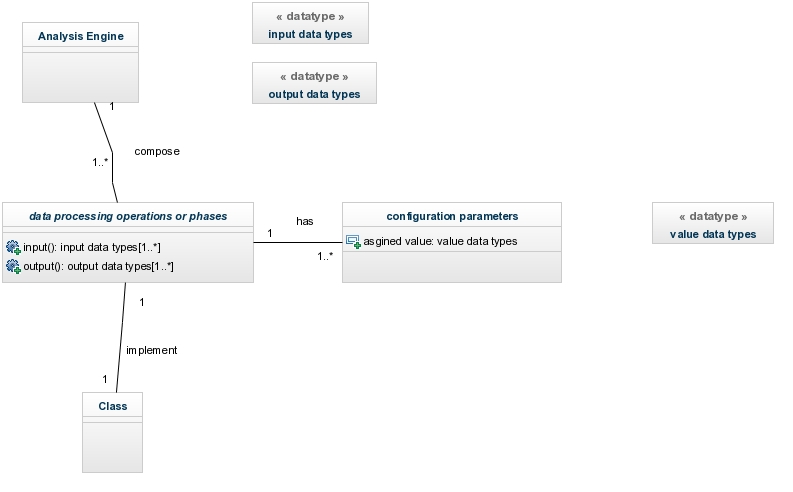 « datatype »
input data types
Analysis Engine
« datatype »
output data types
1
compose
1..*
data processing operations or phases
input(): input data types[1..*]
output(): output data types[1..*]
has
1
1..*
configuration parameters
asgined value: value data types
« datatype »
value data types
1
implement
1
Class